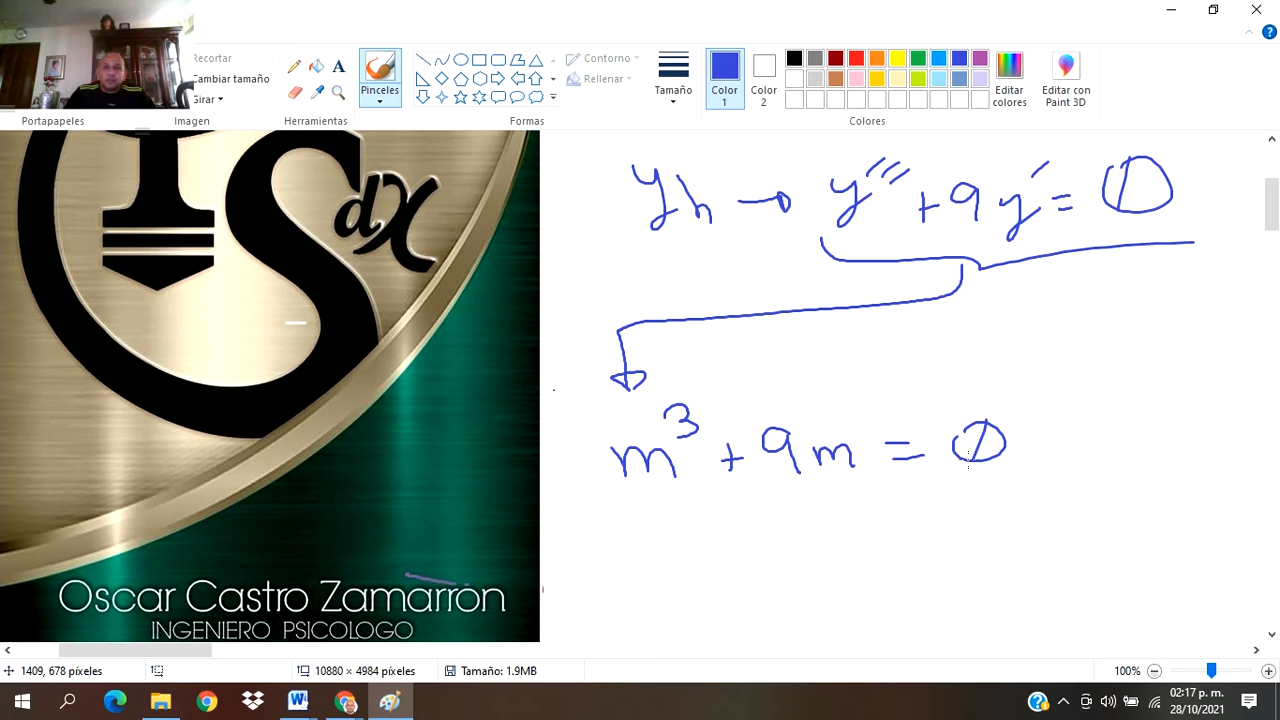 Recortar
Cambiar tamaño
Girar
A
Pinceles
Contorno
Rellenar
Tamaño
Color 1
Color 2
Editar colores
Editar con Paint 3D
Portapapeles
Imagen
Herramientas
Formas
Colores
dx
Oscar Castro Zamarrón
INGENIERO PSICOLOGO
yh → y''' + 9y' = 0
m³ + 9m = 0
1409, 678 píxeles
10880 × 4984 píxeles
Tamaño: 1.9MB
100%
02:17 p. m.
28/10/2021